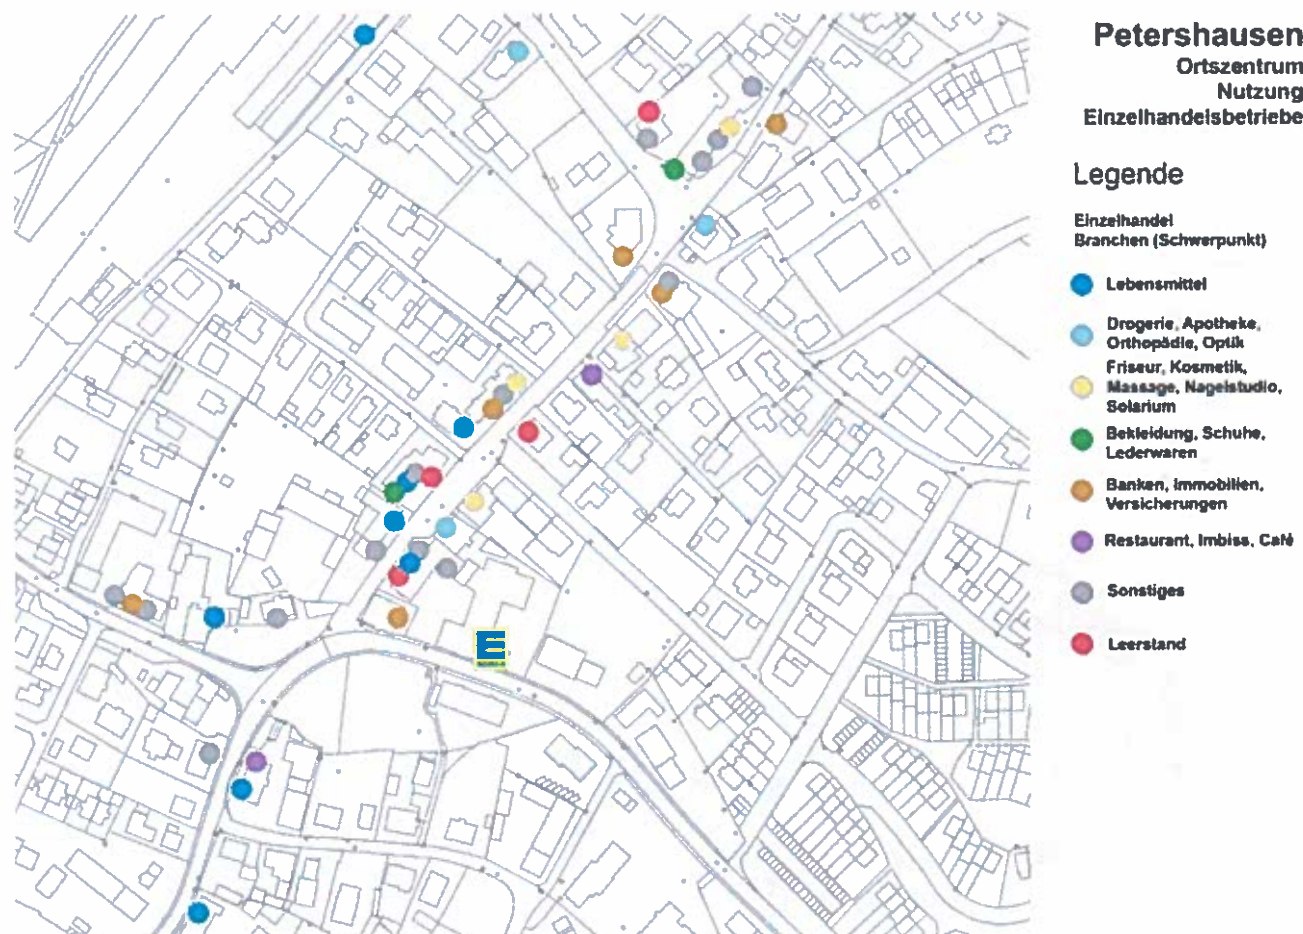 Petershausen
Ortszentrum
Nutzung
Einzelhandelsbetriebe
Legende
Einzelhandel
Branchen (Schwerpunkt)
Lebensmittel
Drogerie, Apotheke,
Orthopädie, Optik
Friseur, Kosmetik,
Massage, Nagelstudio,
Solarium
Bekleidung, Schuhe,
Lederwaren
Banken, Immobilien,
Versicherungen
Restaurant, Imbiss, Café
Sonstiges
Leerstand
E